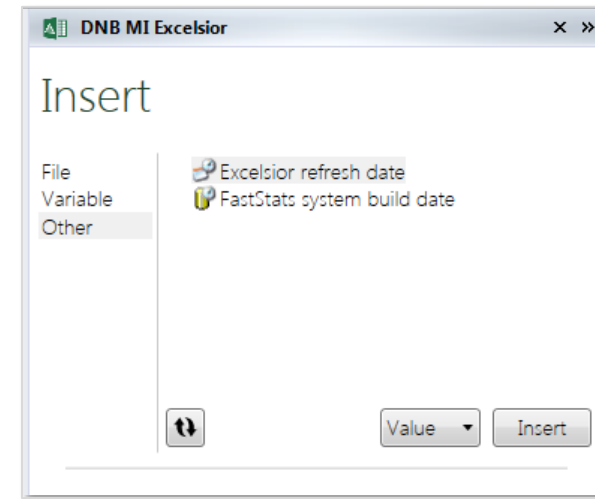 DNB MI Excelsior
Insert
File
Variable
Other
Excelsior refresh date
FastStats system build date
Value
Insert